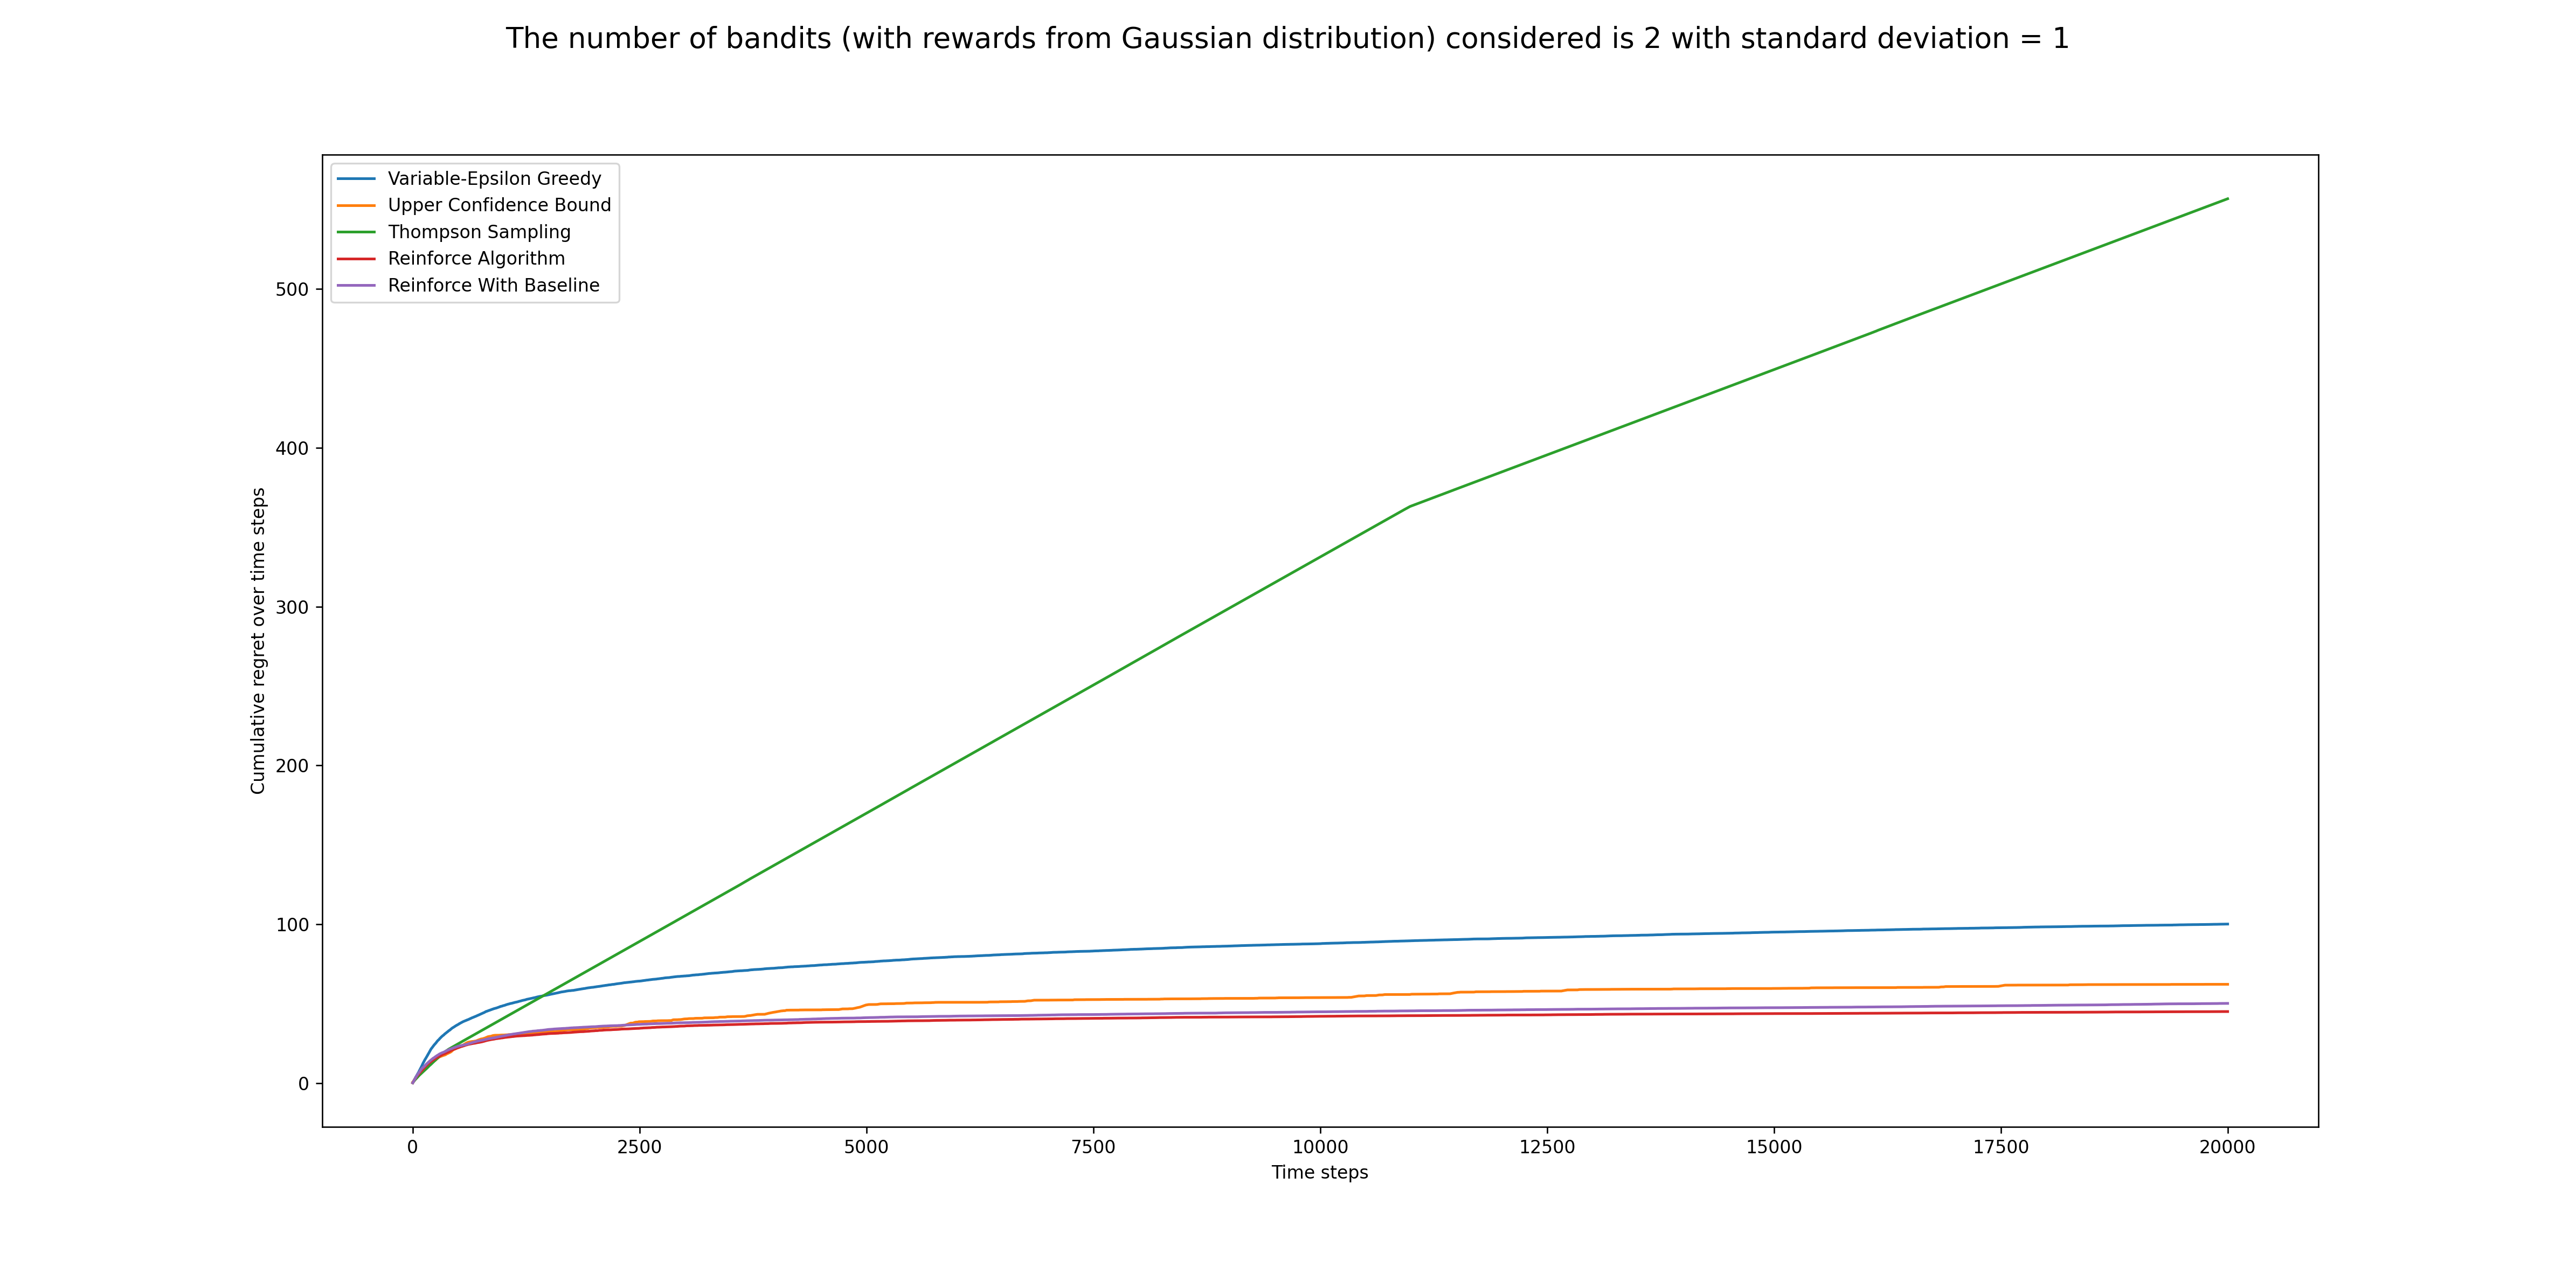 The number of bandits (with rewards from Gaussian distribution) considered is 2 with standard deviation = 1
Variable-Epsilon Greedy
Upper Confidence Bound
Thompson Sampling
Reinforce Algorithm
Reinforce With Baseline
Cumulative regret over time steps
500
400
300
200
100
0
0 2500 5000 7500 10000 12500 15000 17500 20000
Time steps